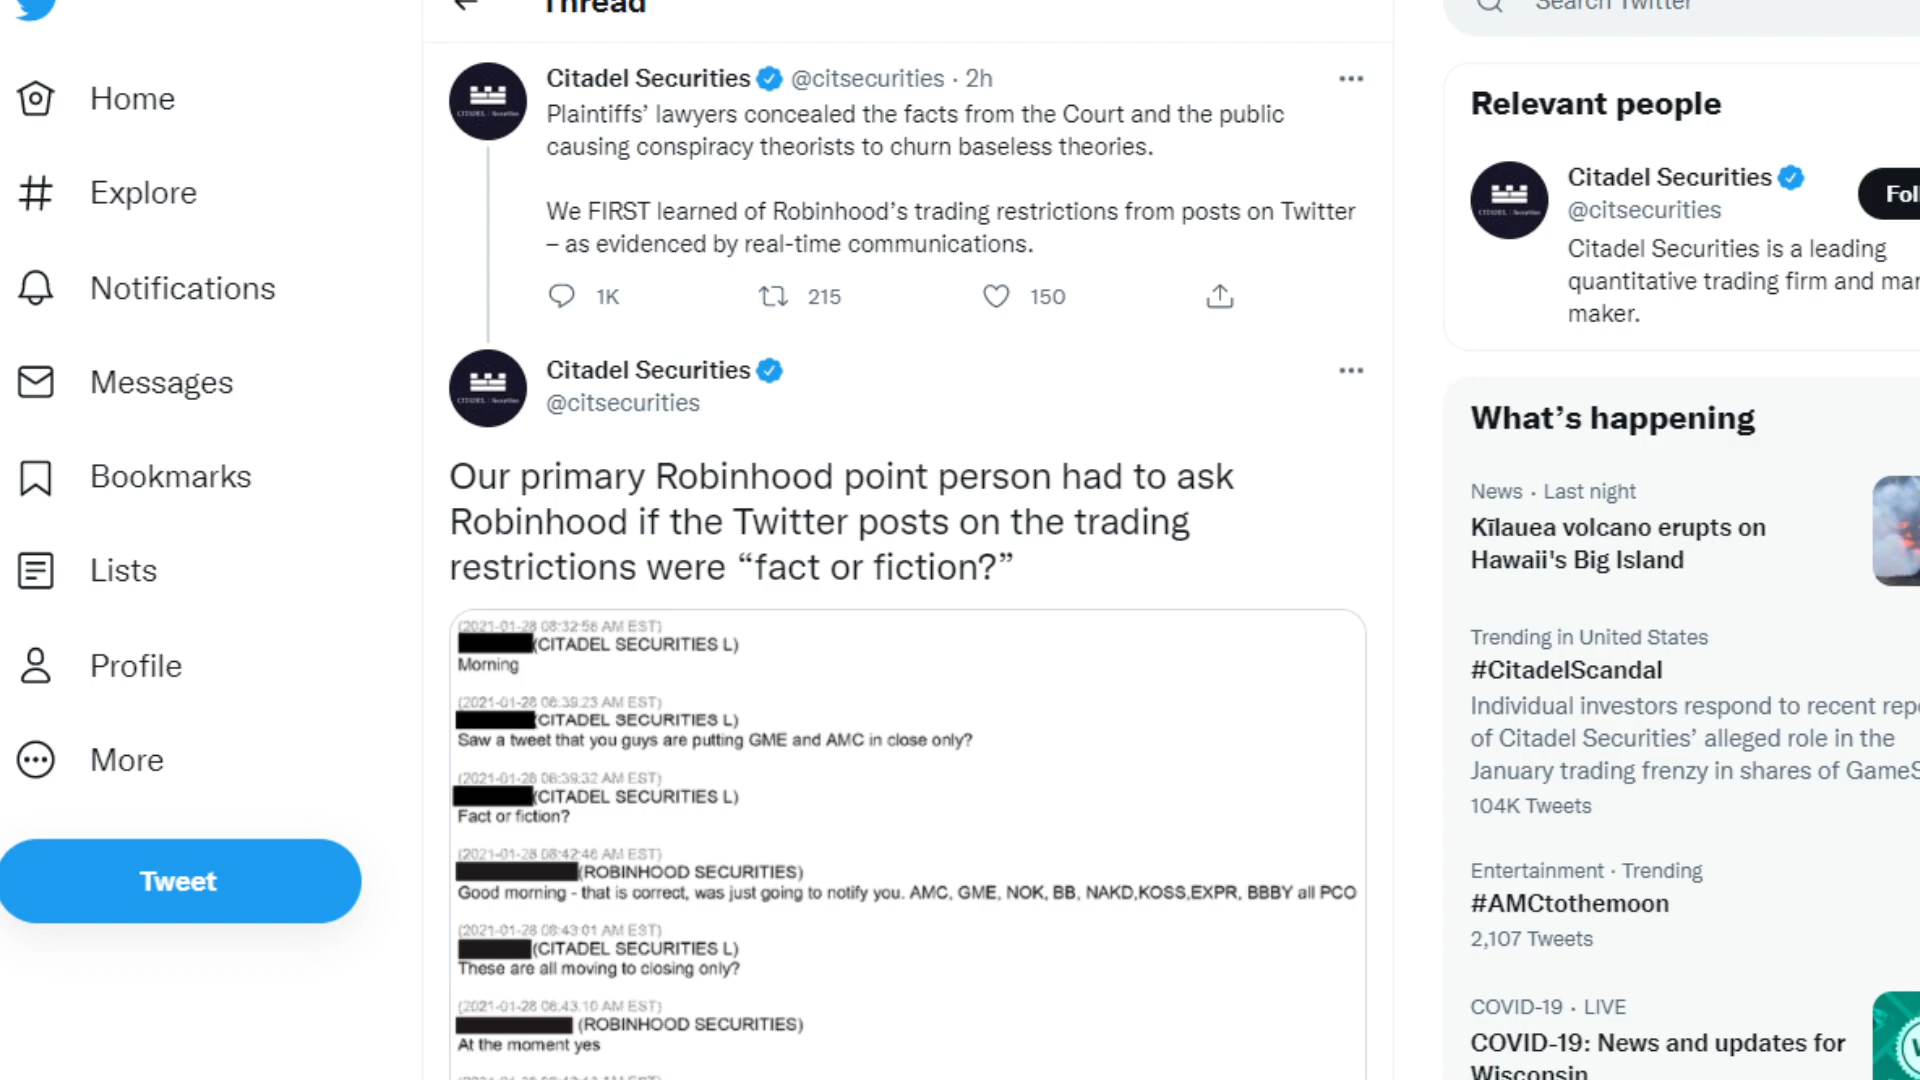 Thread
Search Twitter
Home
Explore
Notifications
Messages
Bookmarks
Lists
Profile
More
Tweet
Citadel Securities @citsecurities · 2h
Plaintiffs’ lawyers concealed the facts from the Court and the public
causing conspiracy theorists to churn baseless theories.
We FIRST learned of Robinhood’s trading restrictions from posts on Twitter
– as evidenced by real-time communications.
1K 215 150
Citadel Securities
@citsecurities
Our primary Robinhood point person had to ask
Robinhood if the Twitter posts on the trading
restrictions were “fact or fiction?”
(2021-01-28 08:32:56 AM EST)
(CITADEL SECURITIES L)
Morning
(2021-01-28 08:39:23 AM EST)
(CITADEL SECURITIES L)
Saw a tweet that you guys are putting GME and AMC in close only?
(2021-01-28 08:39:32 AM EST)
(CITADEL SECURITIES L)
Fact or fiction?
(2021-01-28 08:42:46 AM EST)
(ROBINHOOD SECURITIES)
Good morning - that is correct, was just going to notify you. AMC, GME, NOK, BB, NAKD,KOSS,EXPR, BBBY all PCO
(2021-01-28 08:43:01 AM EST)
(CITADEL SECURITIES L)
These are all moving to closing only?
(2021-01-28 08:43:10 AM EST)
(ROBINHOOD SECURITIES)
At the moment yes
Relevant people
Citadel Securities
@citsecurities
Fol
Citadel Securities is a leading
quantitative trading firm and mar
maker.
What’s happening
News · Last night
Kīlauea volcano erupts on
Hawaii's Big Island
Trending in United States
#CitadelScandal
Individual investors respond to recent repo
of Citadel Securities’ alleged role in the
January trading frenzy in shares of GameS
104K Tweets
Entertainment · Trending
#AMCtothemoon
2,107 Tweets
COVID-19 · LIVE
COVID-19: News and updates for
Wisconsin